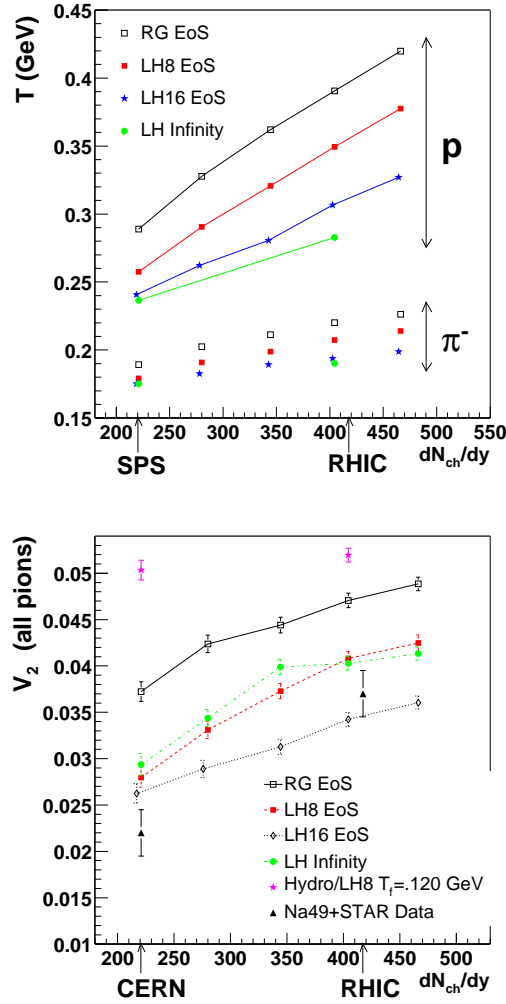 T (GeV)
0.45
0.4
0.35
0.3
0.25
0.2
0.15
RG EoS
LH8 EoS
LH16 EoS
LH Infinity
p
π-
200 250 300 350 400 450 500 550
SPS RHIC dNch/dy
V2 (all pions)
0.05
0.045
0.04
0.035
0.03
0.025
0.02
0.015
0.01
RG EoS
LH8 EoS
LH16 EoS
LH Infinity
Hydro/LH8 Tf=.120 GeV
Na49+STAR Data
200 250 300 350 400 450 500
CERN RHIC dNch/dy